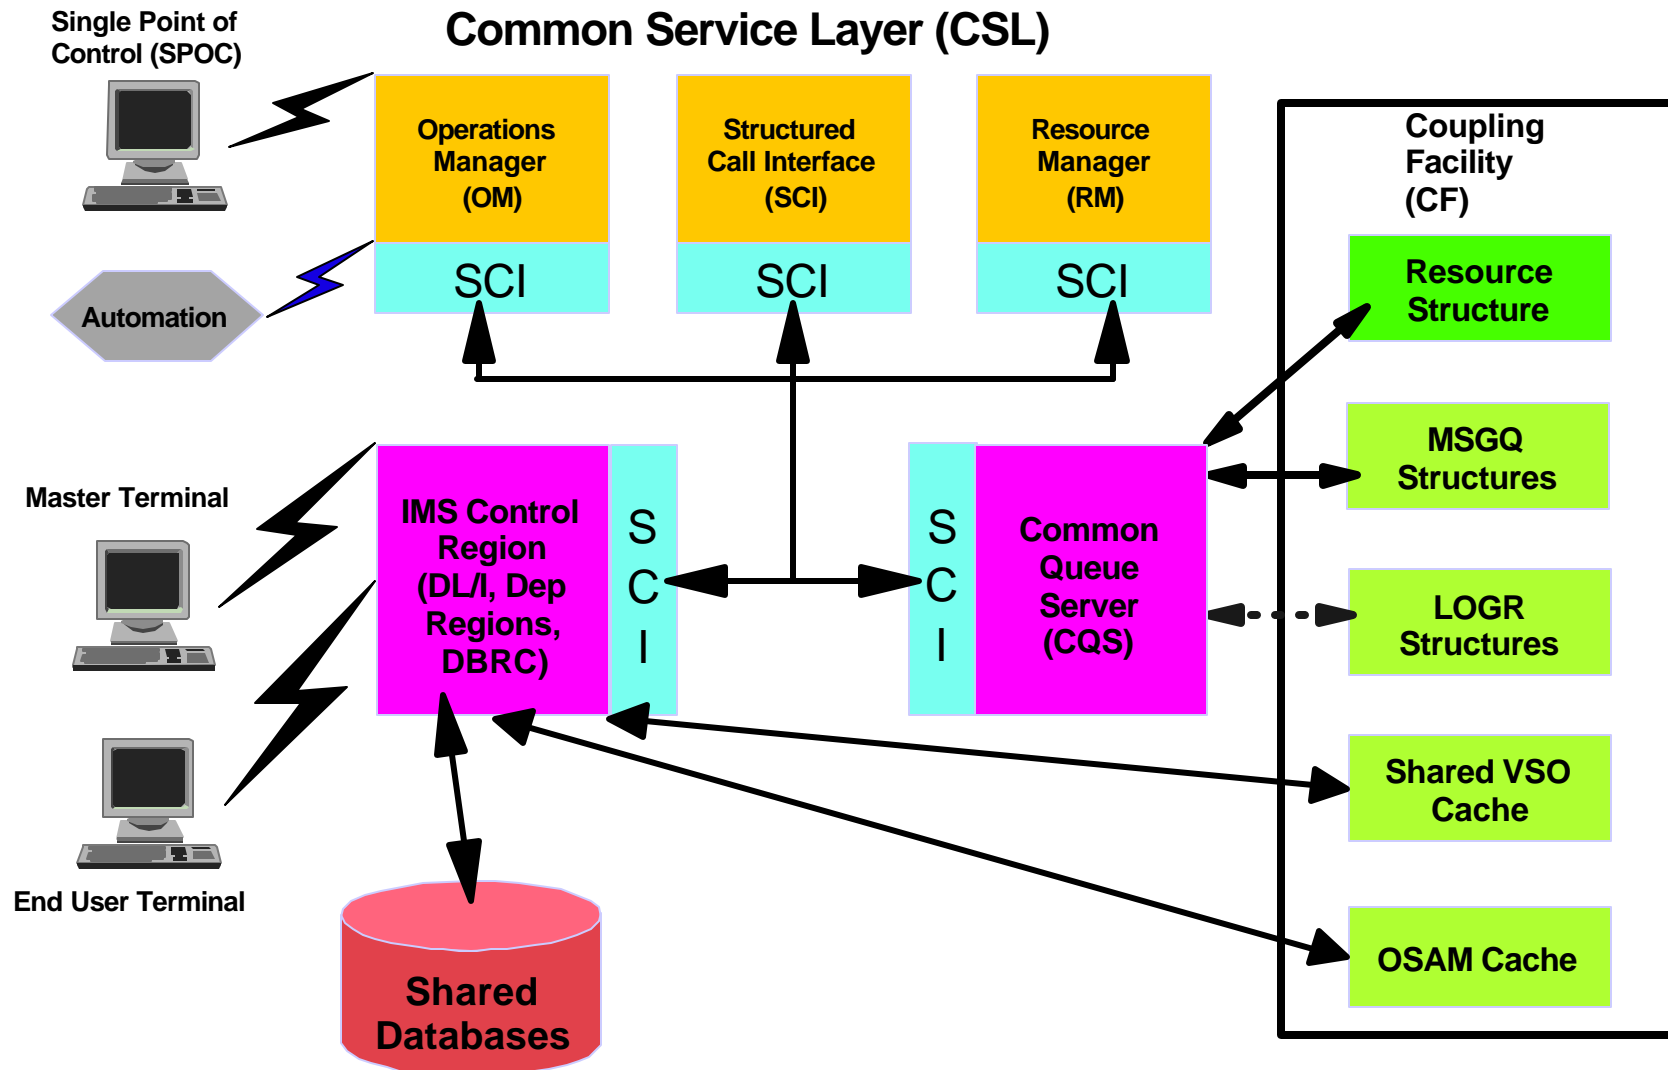 Common Service Layer (CSL)
Single Point of
Control (SPOC)
Operations
Manager
(OM)
SCI
Structured
Call Interface
(SCI)
SCI
Resource
Manager
(RM)
SCI
Automation
Master Terminal
End User Terminal
IMS Control
Region
(DL/I, Dep
Regions,
DBRC)
S
C
I
S
C
I
Common
Queue
Server
(CQS)
Shared
Databases
Coupling
Facility
(CF)
Resource
Structure
MSGQ
Structures
LOGR
Structures
Shared VSO
Cache
OSAM Cache